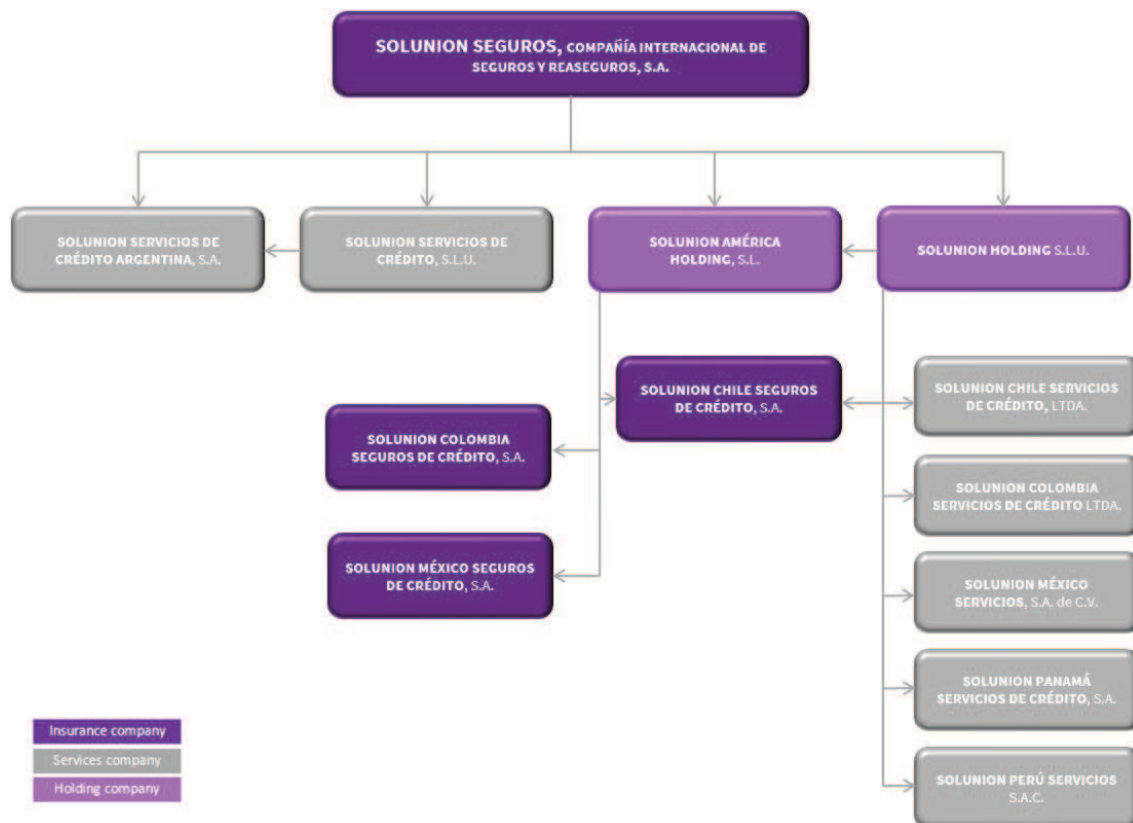 SOLUNION SEGUROS, COMPAÑÍA INTERNACIONAL DE
SEGUROS Y REASEGUROS, S.A.
SOLUNION SERVICIOS DE
CRÉDITO ARGENTINA, S.A.
SOLUNION SERVICIOS DE
CRÉDITO, S.L.U.
SOLUNION AMÉRICA
HOLDING, S.L.
SOLUNION HOLDING S.L.U.
SOLUNION CHILE SEGUROS
DE CRÉDITO, S.A.
SOLUNION CHILE SERVICIOS
DE CRÉDITO, LTDA.
SOLUNION COLOMBIA
SEGUROS DE CRÉDITO, S.A.
SOLUNION COLOMBIA
SERVICIOS DE CRÉDITO LTDA.
SOLUNION MÉXICO SEGUROS
DE CRÉDITO, S.A.
SOLUNION MÉXICO
SERVICIOS, S.A. de C.V.
SOLUNION PANAMÁ
SERVICIOS DE CRÉDITO, S.A.
SOLUNION PERÚ SERVICIOS
S.A.C.
Insurance company
Services company
Holding company